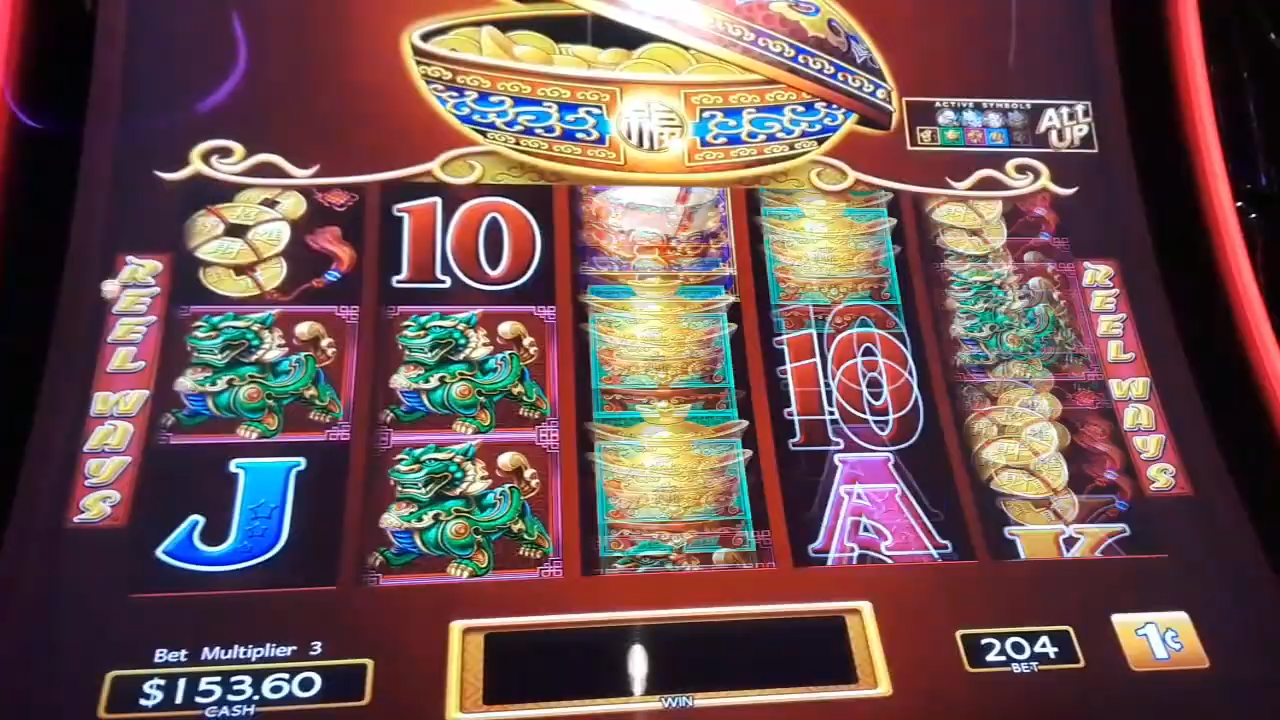 福
ACTIVE SYMBOLS
ALL
UP
REEL WAYS
10
REEL WAYS
10
J
A
K
Bet Multiplier 3
$153.60
CASH
WIN
204
BET
1¢